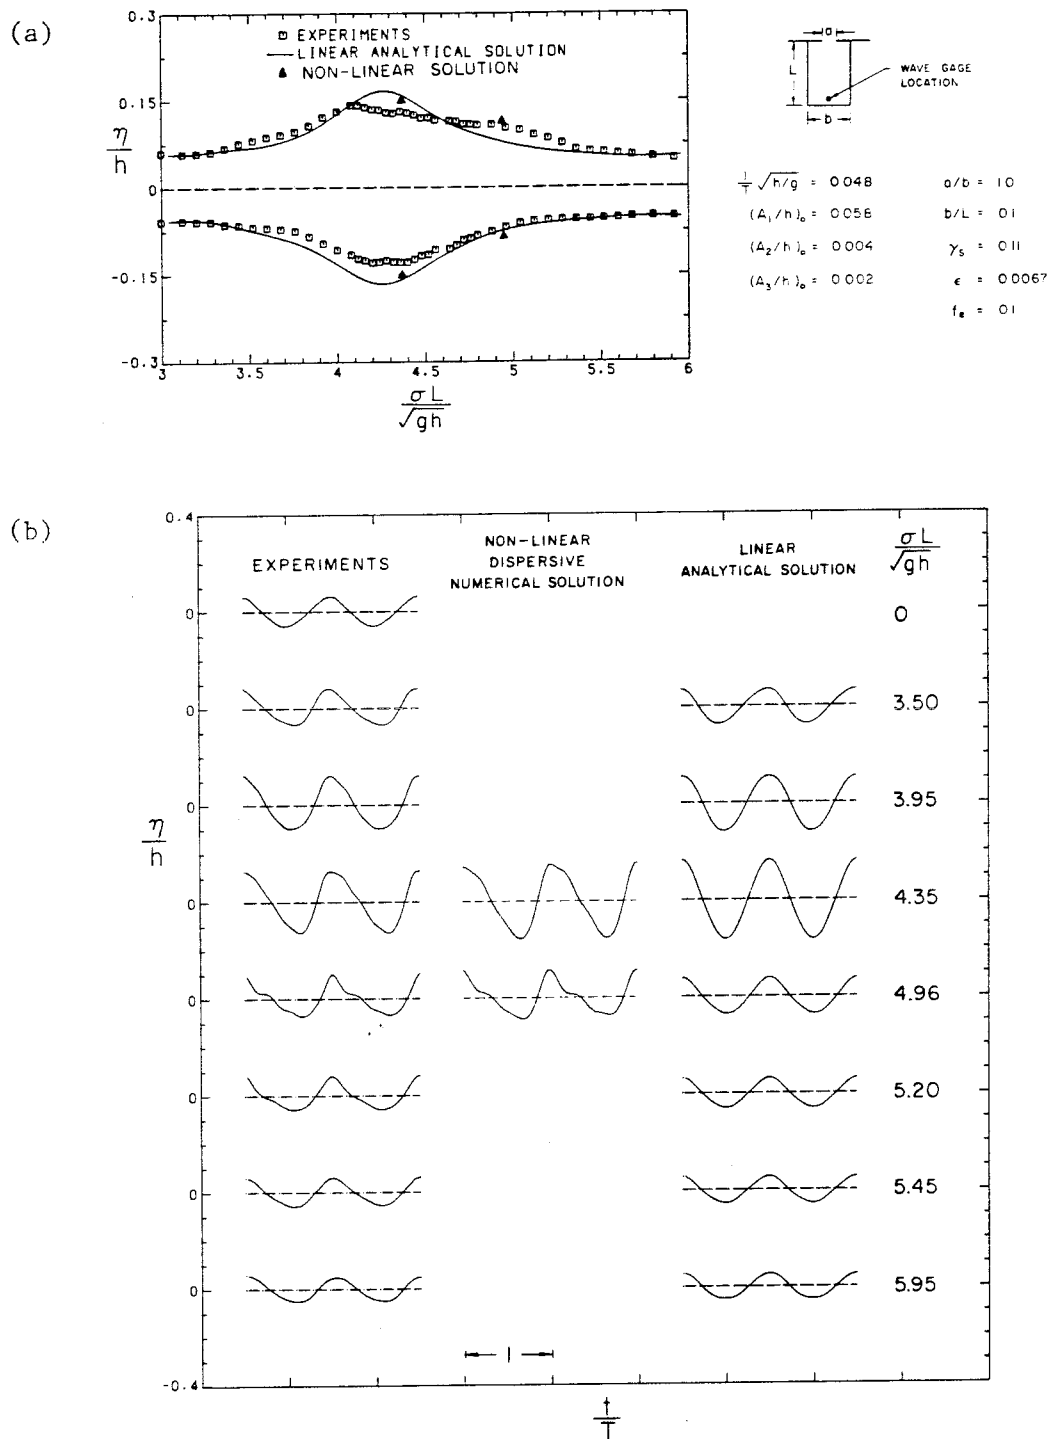 (a)
0.3
0.15
0
-0.15
-0.3
η/h
EXPERIMENTS
LINEAR ANALYTICAL SOLUTION
NON-LINEAR SOLUTION
3 3.5 4 4.5 5 5.5 6
σL/√gh
a
L
b
WAVE GAGE
LOCATION
1/T √h/g = 0.048 a/b = 1.0
(A₁/h)₀ = 0.058 b/L = 0.1
(A₂/h)₀ = 0.004 γₛ = 0.11
(A₃/h)₀ = 0.002 ε = 0.0067
fₑ = 0.1
(b)
0.4
EXPERIMENTS
NON-LINEAR
DISPERSIVE
NUMERICAL SOLUTION
LINEAR
ANALYTICAL SOLUTION
σL/√gh
0 0
0 3.50
0 3.95
η/h
0 4.35
0 4.96
0 5.20
0 5.45
0 5.95
1
-0.4
t/T